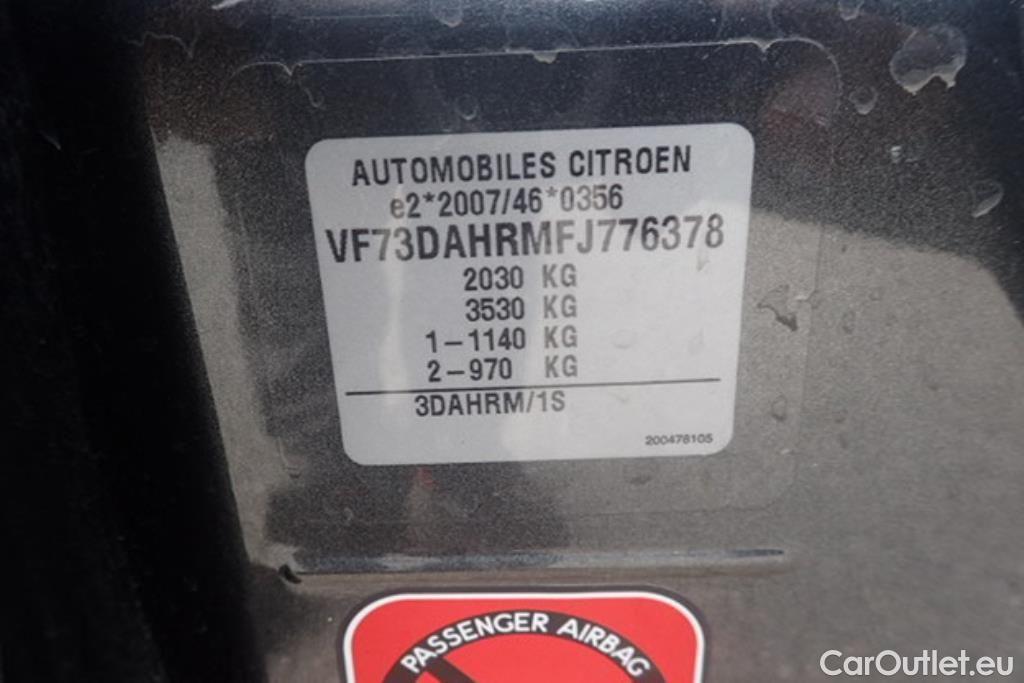 AUTOMOBILES CITROEN
e2*2007/46*0356
VF73DAHRMFJ776378
2030 KG
3530 KG
1-1140 KG
2-970 KG
3DAHRM/1S
200478105
PASSENGER AIRBAG
CarOutlet.eu